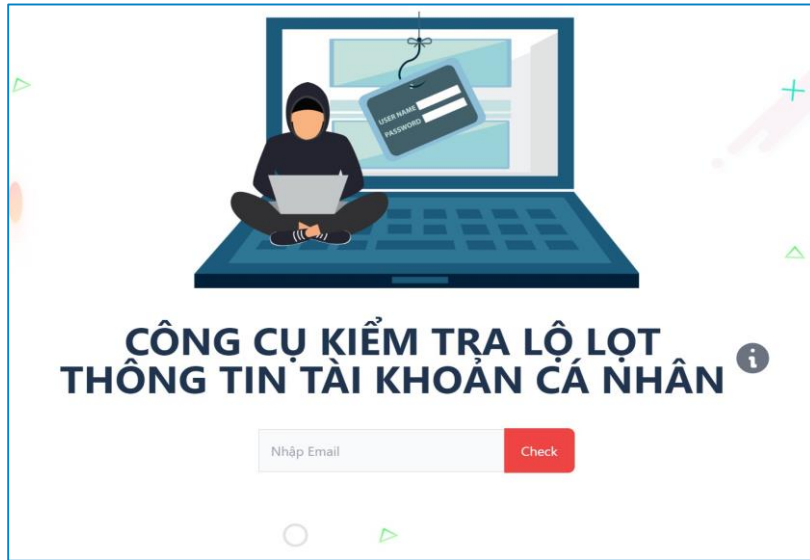 USER NAME
PASSWORD
CÔNG CỤ KIỂM TRA LỘ LỌT
THÔNG TIN TÀI KHOẢN CÁ NHÂN
Nhập Email
Check